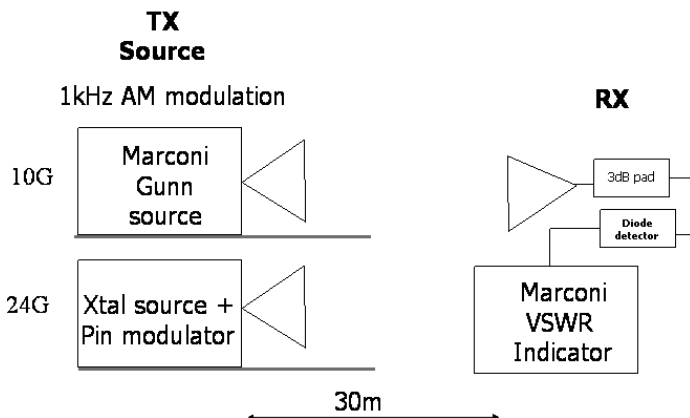 TX
Source
1kHz AM modulation
10G
Marconi
Gunn
source
24G
Xtal source +
Pin modulator
RX
3dB pad
Diode
detector
Marconi
VSWR
Indicator
30m